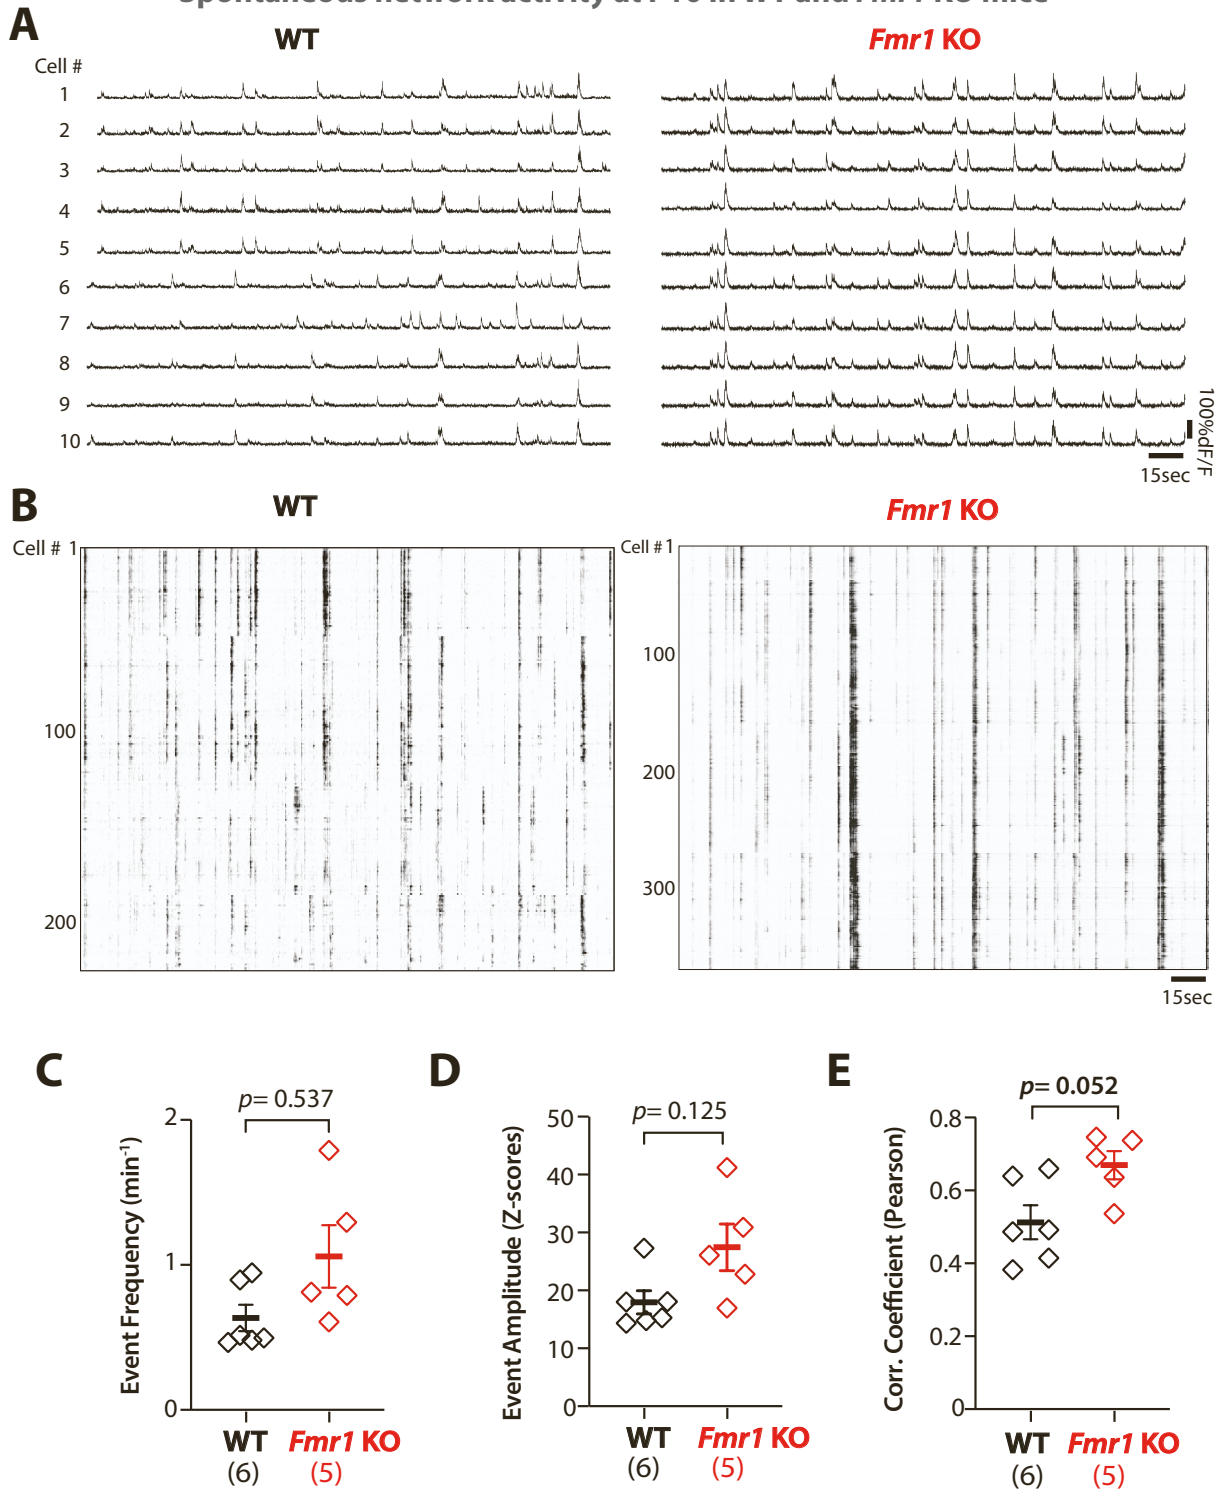 A
WT
Fmr1 KO
Cell #
1
2
3
4
5
6
7
8
9
10
100%dF/F
15sec
B
WT
Fmr1 KO
Cell # 1
100
200
Cell # 1
100
200
300
15sec
C
p= 0.537
Event Frequency (min-1)
2
1
0
WT
Fmr1 KO
(6)
(5)
D
p= 0.125
Event Amplitude (Z-scores)
50
40
30
20
10
0
WT
Fmr1 KO
(6)
(5)
E
p= 0.052
Corr. Coefficient (Pearson)
0.8
0.6
0.4
0.2
0
WT
Fmr1 KO
(6)
(5)